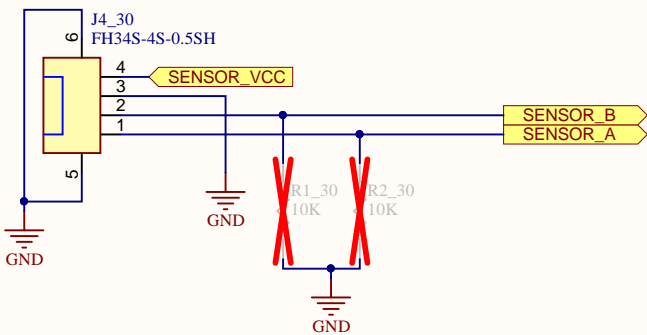 J4_30
FH34S-4S-0.5SH
6
4
SENSOR_VCC
3
2
SENSOR_B
1
SENSOR_A
5
R1_30
R2_30
10K
10K
GND
GND
GND